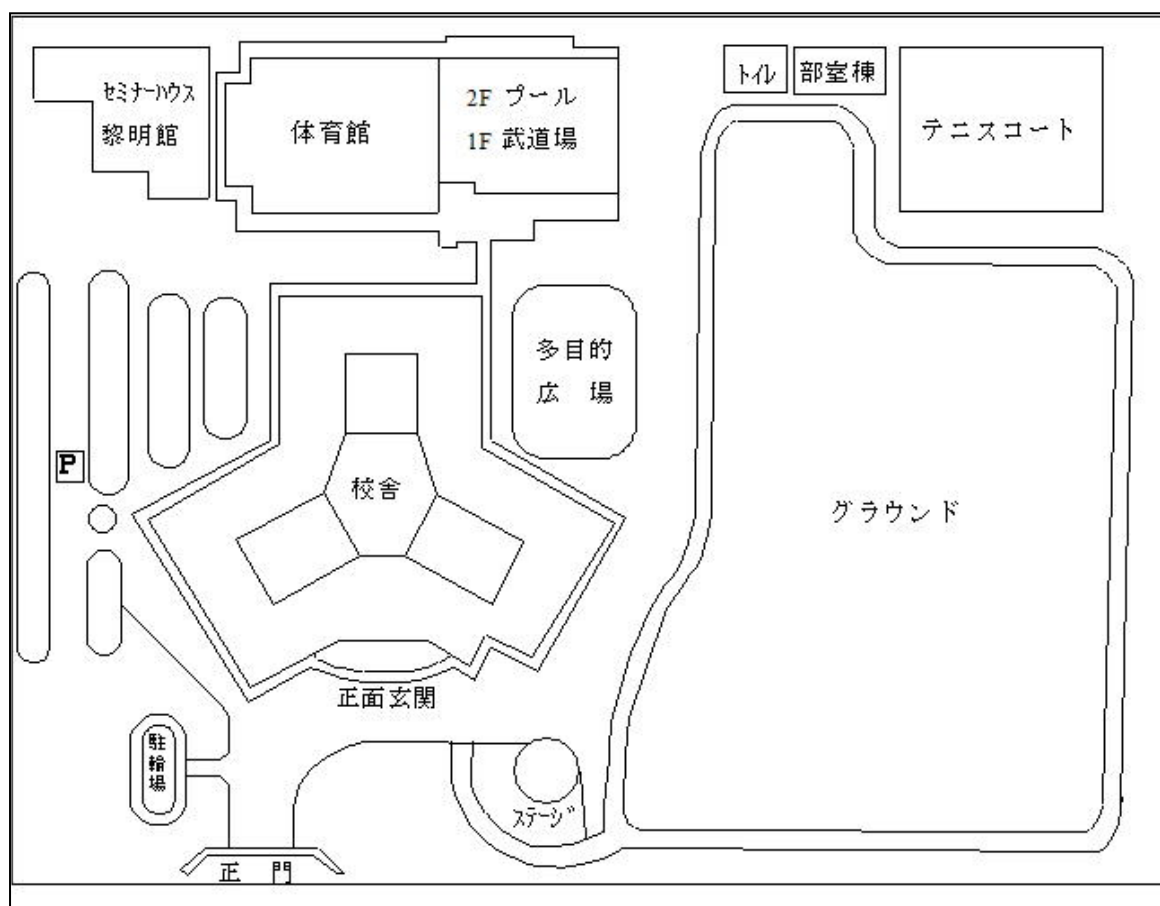 セミナーハウス
黎明館
体育館
2F プール
1F 武道場
トイレ
部室棟
テニスコート
多目的
広 場
P
校舎
グラウンド
正面玄関
駐輪場
ステージ
正 門